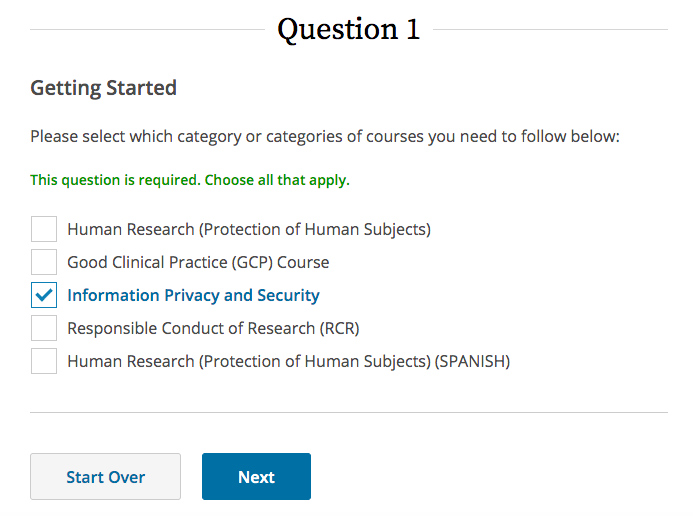 Question 1
Getting Started
Please select which category or categories of courses you need to follow below:
This question is required. Choose all that apply.
Human Research (Protection of Human Subjects)
Good Clinical Practice (GCP) Course
Information Privacy and Security
Responsible Conduct of Research (RCR)
Human Research (Protection of Human Subjects) (SPANISH)
Start Over
Next